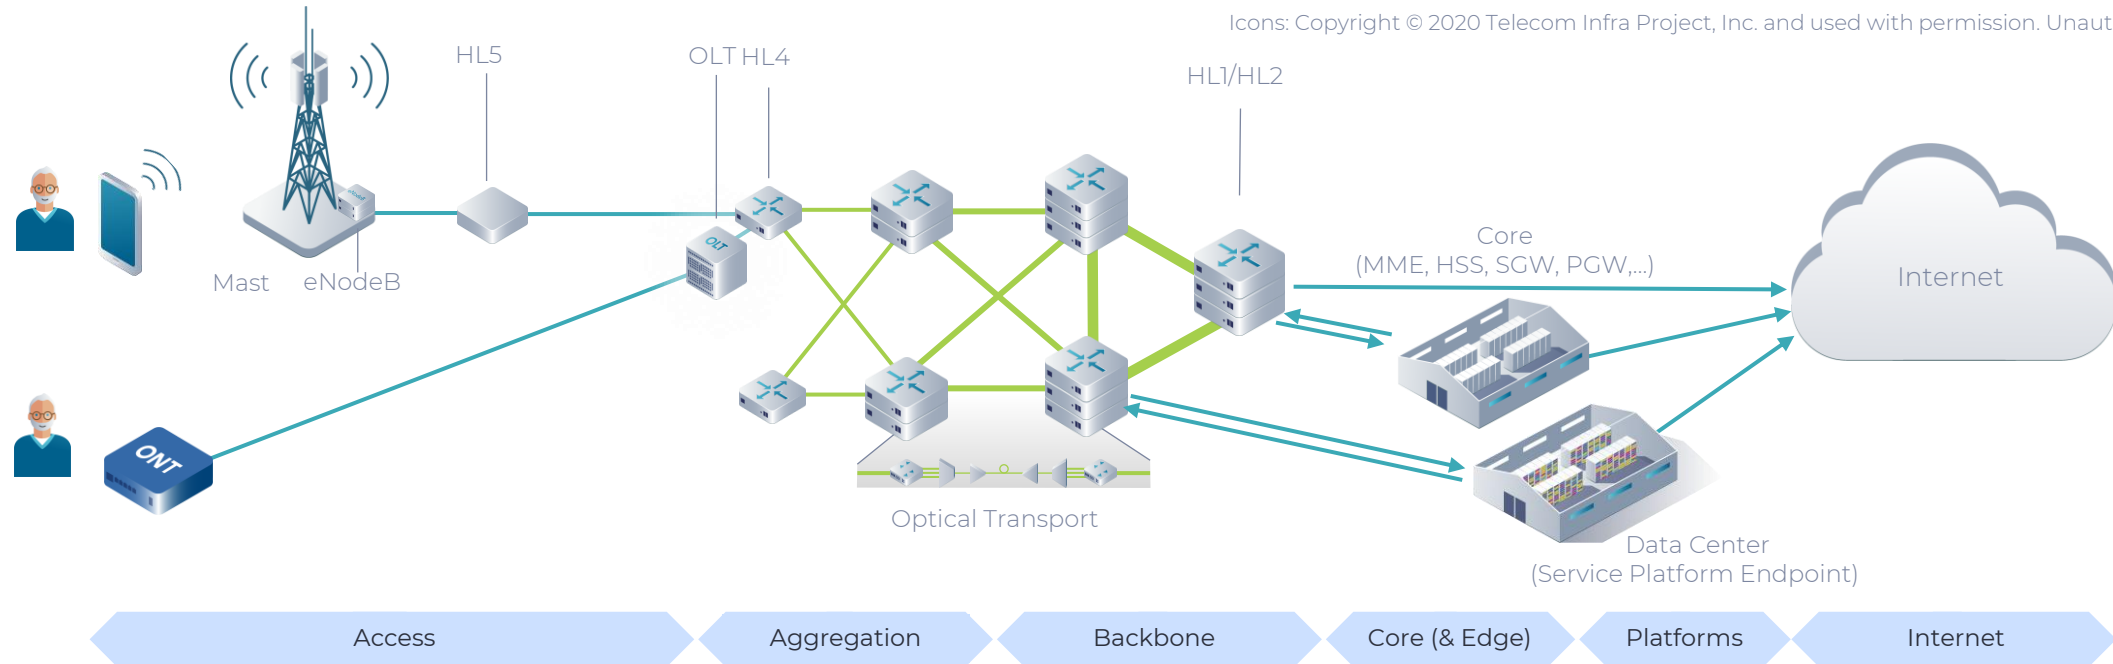 Icons: Copyright © 2020 Telecom Infra Project, Inc. and used with permission. Unaut
HL5
OLT HL4
HL1/HL2
Core
(MME, HSS, SGW, PGW,...)
Mast eNodeB
eNodeB
OLT
Internet
ONT
Optical Transport
Data Center
(Service Platform Endpoint)
Access
Aggregation
Backbone
Core (& Edge)
Platforms
Internet